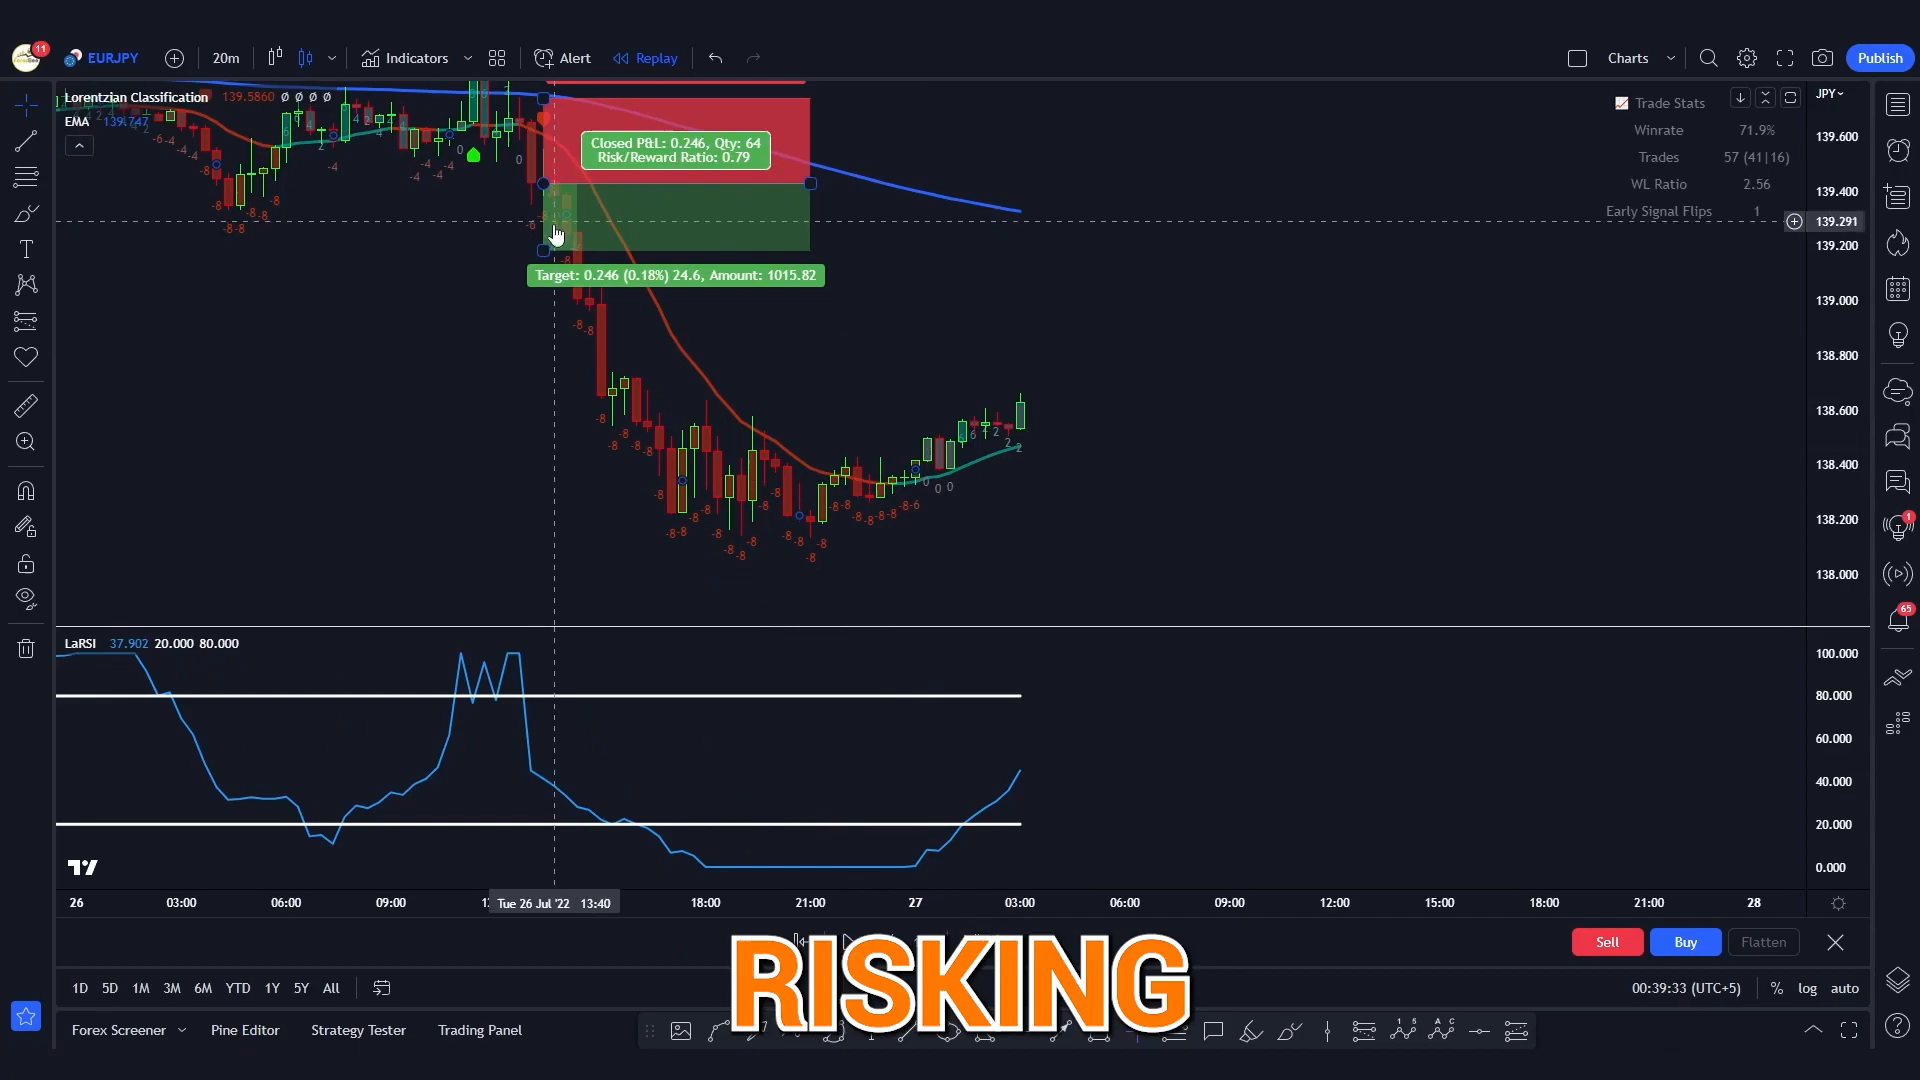 11
EURJPY
20m
Indicators
Alert
Replay
Charts
Publish
Lorentzian Classification 139.5860 Ø Ø Ø Ø
EMA 139.747
Closed P&L: 0.246, Qty: 64
Risk/Reward Ratio: 0.79
Target: 0.246 (0.18%) 24.6, Amount: 1015.82
Trade Stats
Winrate 71.9%
Trades 57 (41|16)
WL Ratio 2.56
Early Signal Flips 1
JPY
139.600
139.400
139.291
139.200
139.000
138.800
138.600
138.400
138.200
138.000
1
65
LaRSI 37.902 20.000 80.000
100.000
80.000
60.000
40.000
20.000
0.000
26 03:00 06:00 09:00 Tue 26 Jul '22 13:40 18:00 21:00 27 03:00 06:00 09:00 12:00 15:00 18:00 21:00 28
Sell
Buy
Flatten
RISKING
1D 5D 1M 3M 6M YTD 1Y 5Y All
00:39:33 (UTC+5) % log auto
Forex Screener Pine Editor Strategy Tester Trading Panel